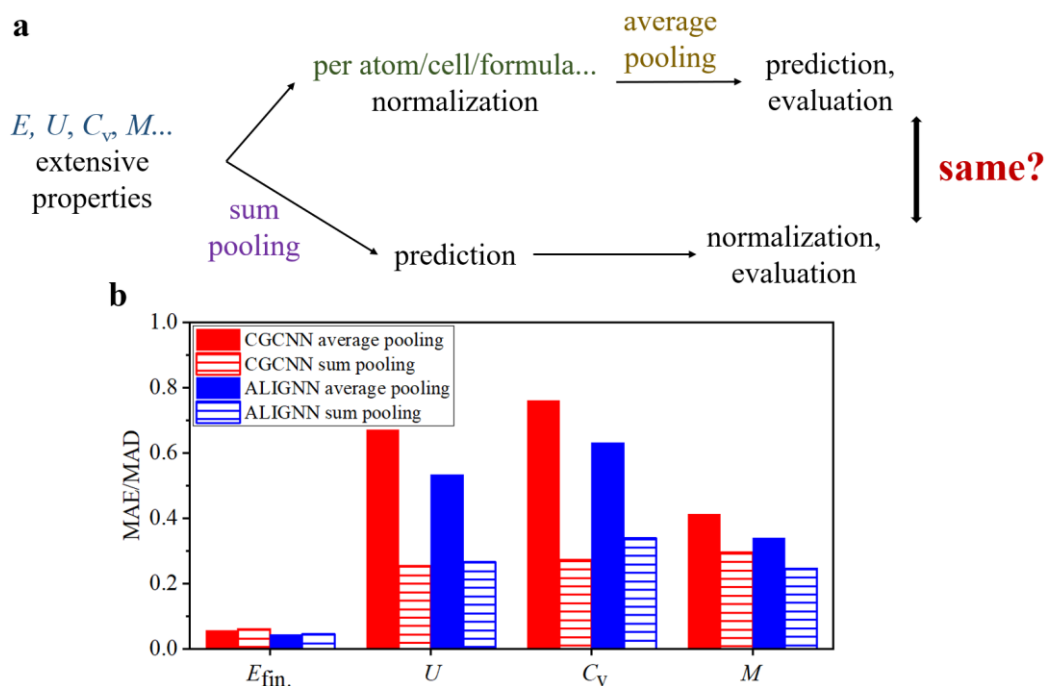 a
average
pooling
per atom/cell/formula...
normalization
prediction,
evaluation
E, U, Cv, M...
extensive
properties
same?
sum
pooling
prediction
normalization,
evaluation
b
1.0
0.8
0.6
0.4
0.2
0.0
MAE/MAD
CGCNN average pooling
CGCNN sum pooling
ALIGNN average pooling
ALIGNN sum pooling
Efin.
U
Cv
M